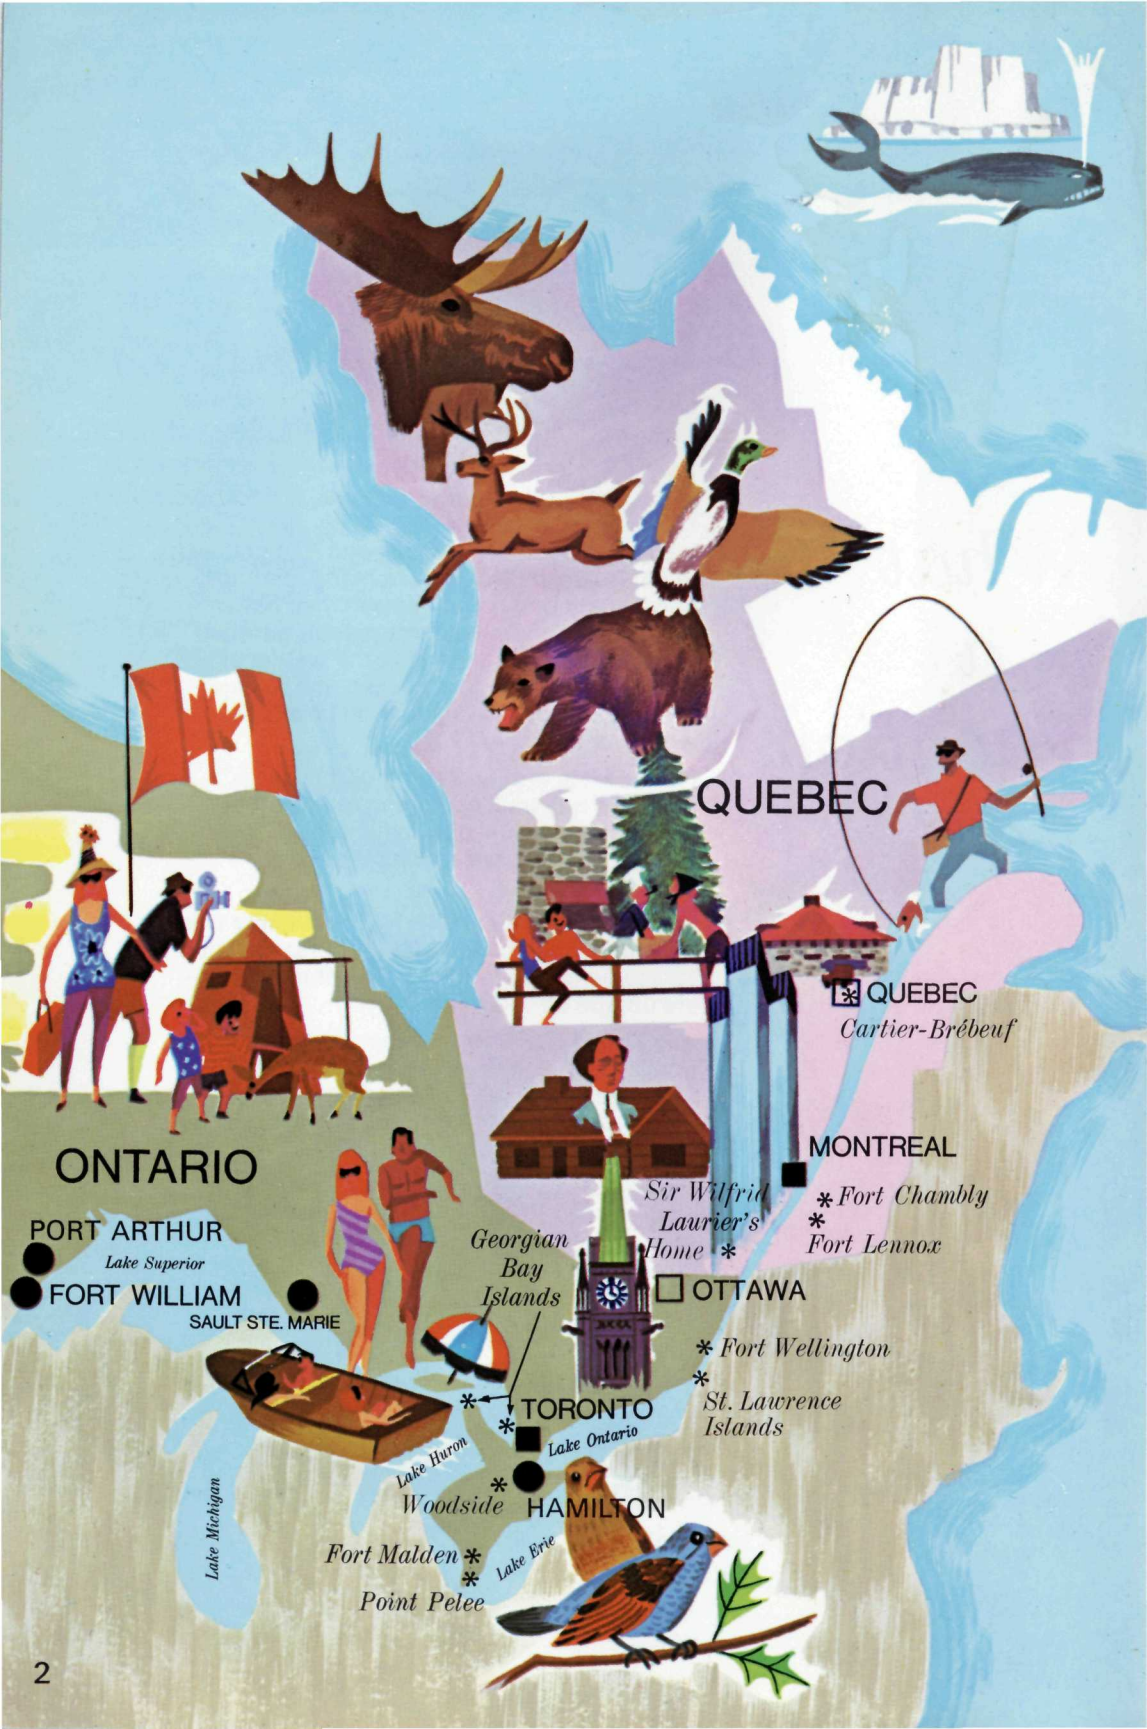 QUEBEC
QUEBEC
Cartier-Brébeuf
ONTARIO
MONTREAL
Sir Wilfrid
Laurier's
Home
Fort Chambly
Fort Lennox
PORT ARTHUR
Lake Superior
FORT WILLIAM
SAULT STE. MARIE
Georgian
Bay
Islands
OTTAWA
Fort Wellington
St. Lawrence
Islands
TORONTO
Lake Ontario
Lake Huron
Lake Michigan
Woodside
HAMILTON
Fort Malden
Lake Erie
Point Pelee
2